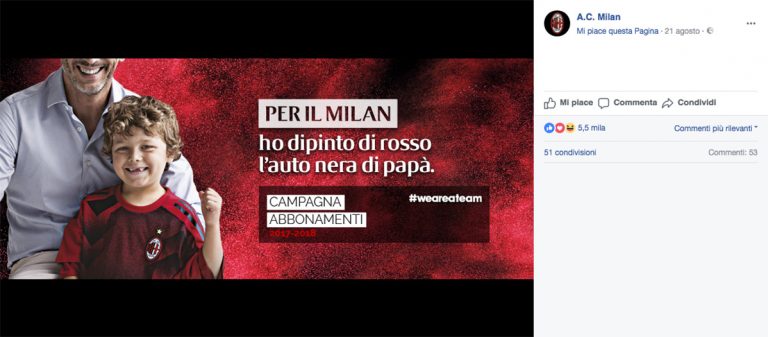 PER IL MILAN
ho dipinto di rosso
l'auto nera di papà.
CAMPAGNA
ABBONAMENTI
2017-2018
#weareateam
A.C. Milan
Mi piace questa Pagina · 21 agosto ·
Mi piace Commenta Condividi
5,5 mila Commenti più rilevanti
51 condivisioni Commenti: 53